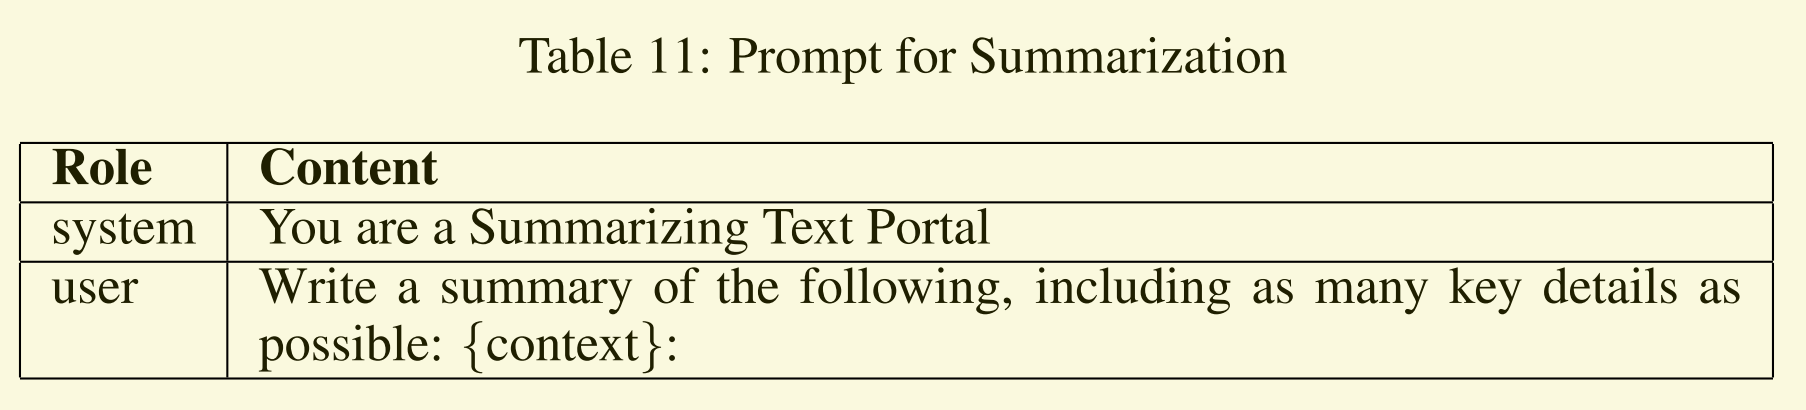 Table 11: Prompt for Summarization
Role Content
system You are a Summarizing Text Portal
user Write a summary of the following, including as many key details as
possible: {context}: